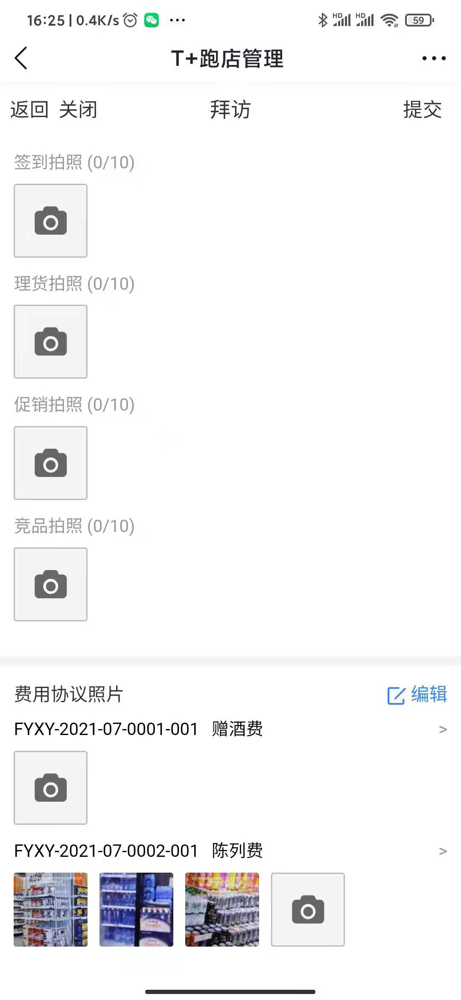 16:25 | 0.4K/s HD HD 59
T+跑店管理
返回 关闭 拜访 提交
签到拍照 (0/10)
理货拍照 (0/10)
促销拍照 (0/10)
竞品拍照 (0/10)
费用协议照片 编辑
FYXY-2021-07-0001-001 赠酒费 >
FYXY-2021-07-0002-001 陈列费 >